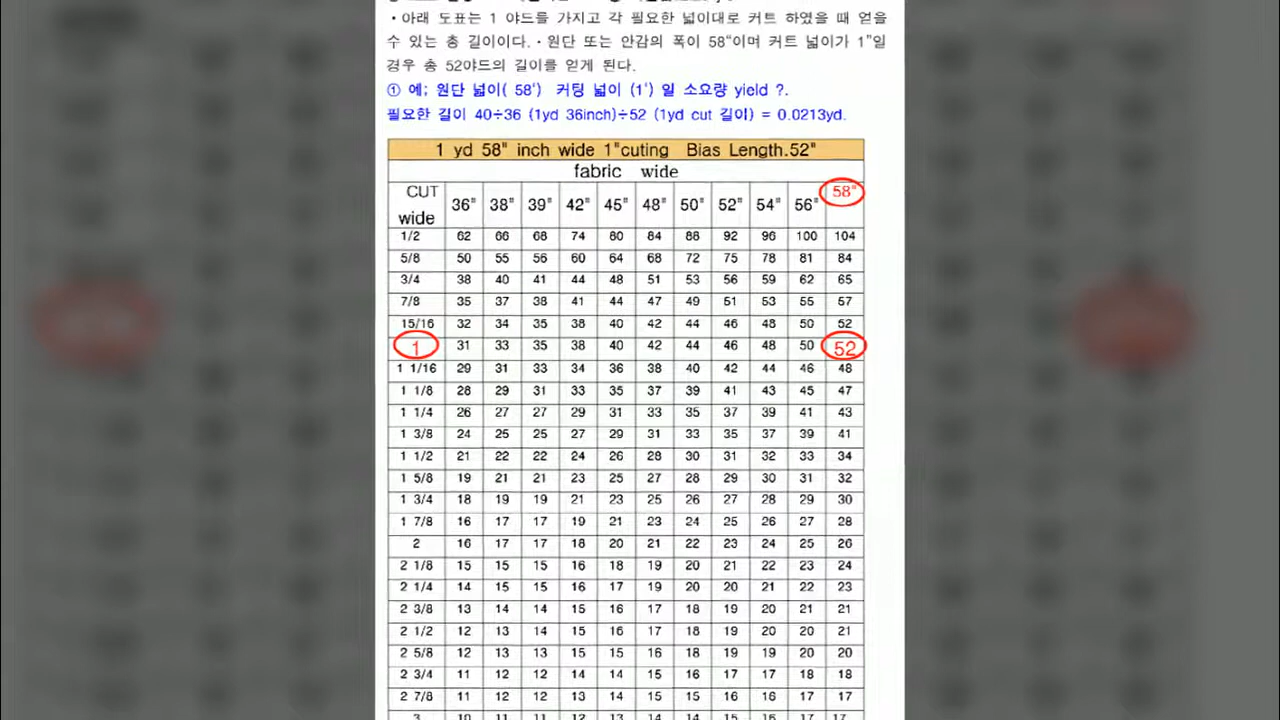 ・아래 도표는 1 야드를 가지고 각 필요한 넓이대로 커트 하였을 때 얻을
수 있는 총 길이이다.・원단 또는 안감의 폭이 58“이며 커트 넓이가 1”일
경우 총 52야드의 길이를 얻게 된다.
① 예; 원단 넓이( 58') 커팅 넓이 (1') 일 소요량 yield ?.
필요한 길이 40÷36 (1yd 36inch)÷52 (1yd cut 길이) = 0.0213yd.
1 yd 58" inch wide 1"cuting Bias Length.52"
fabric wide
CUT wide 36" 38" 39" 42" 45" 48" 50" 52" 54" 56" 58"
1/2 62 66 68 74 80 84 88 92 96 100 104
5/8 50 55 56 60 64 68 72 75 78 81 84
3/4 38 40 41 44 48 51 53 56 59 62 65
7/8 35 37 38 41 44 47 49 51 53 55 57
15/16 32 34 35 38 40 42 44 46 48 50 52
1 31 33 35 38 40 42 44 46 48 50 52
1 1/16 29 31 33 34 36 38 40 42 44 46 48
1 1/8 28 29 31 33 35 37 39 41 43 45 47
1 1/4 26 27 27 29 31 33 35 37 39 41 43
1 3/8 24 25 25 27 29 31 33 35 37 39 41
1 1/2 21 22 22 24 26 28 30 31 32 33 34
1 5/8 19 21 21 23 25 27 28 29 30 31 32
1 3/4 18 19 19 21 23 25 26 27 28 29 30
1 7/8 16 17 17 19 21 23 24 25 26 27 28
2 16 17 17 18 20 21 22 23 24 25 26
2 1/8 15 15 15 16 18 19 20 21 22 23 24
2 1/4 14 15 15 16 17 19 20 20 21 22 23
2 3/8 13 14 14 15 16 17 18 19 20 21 21
2 1/2 12 13 14 15 16 17 18 19 20 20 21
2 5/8 12 13 13 15 15 16 18 19 19 20 20
2 3/4 11 12 12 14 14 15 16 17 17 18 18
2 7/8 11 12 12 13 14 15 15 16 16 17 17
3 10 11 11 12 13 14 14 15 16 17 17